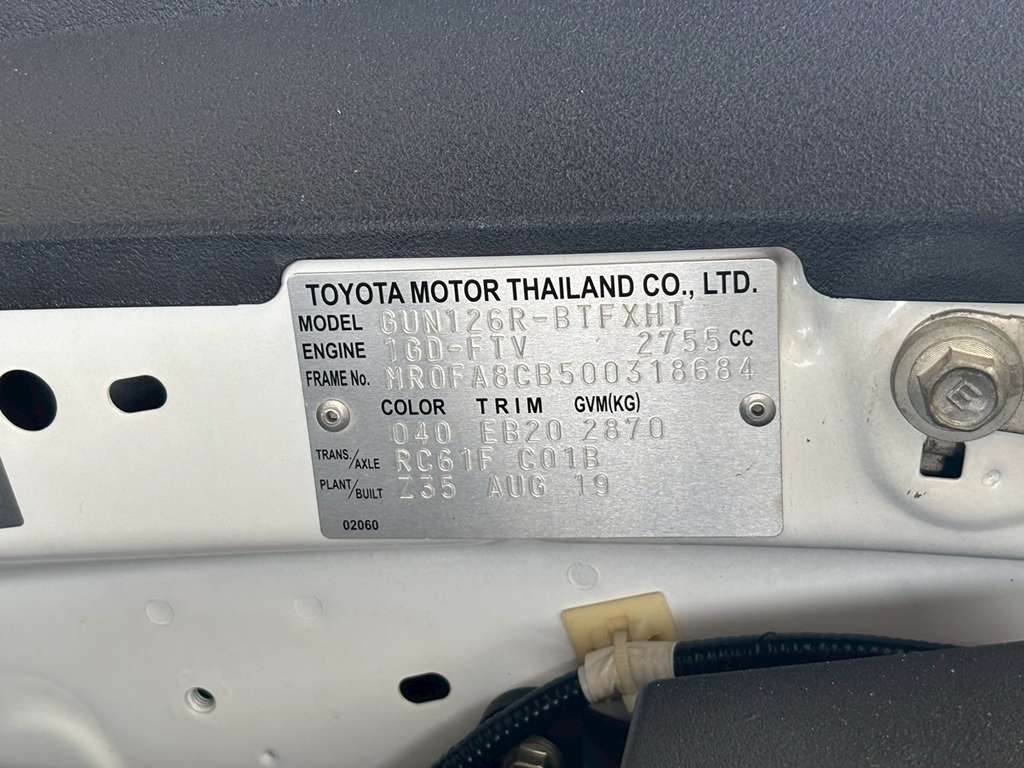 TOYOTA MOTOR THAILAND CO., LTD.
MODEL GUN126R-BTFXHT
ENGINE 1GD-FTV 2755 CC
FRAME No. MR0FA8CB500318684
COLOR TRIM GVM(KG)
040 EB20 2870
TRANS./AXLE RC61F C01B
PLANT/BUILT Z35 AUG 19
02060
E